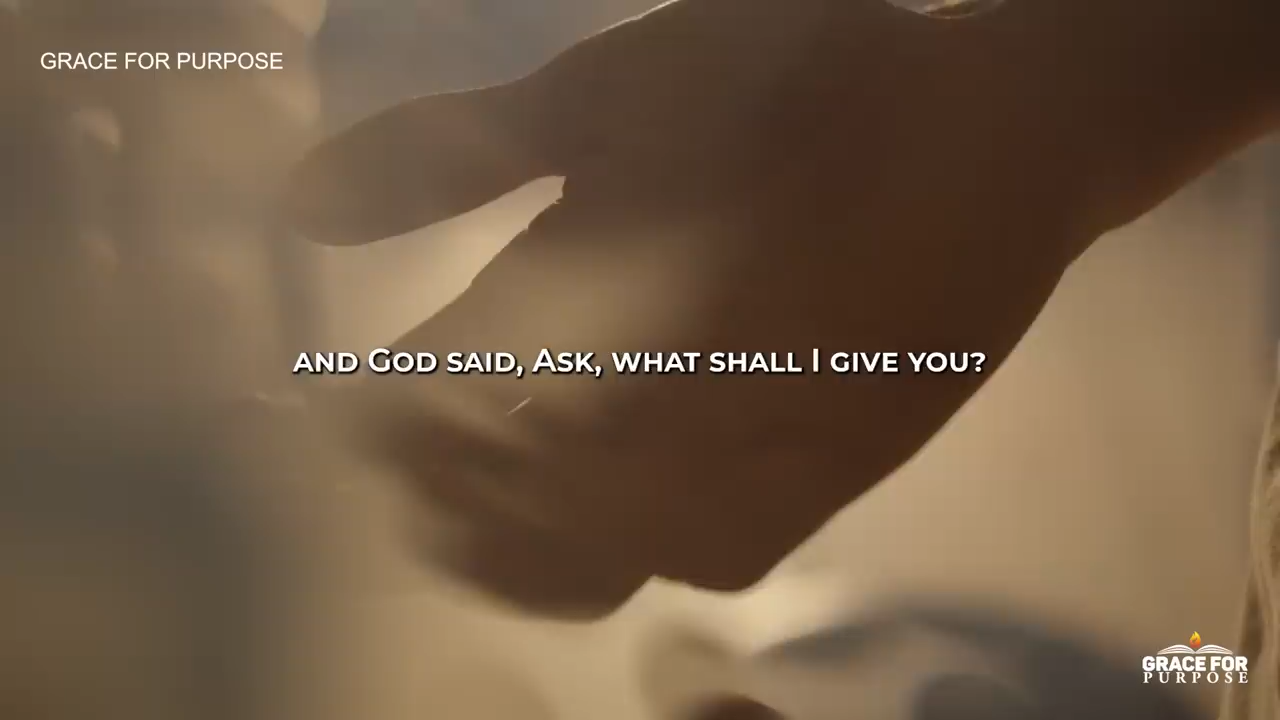 GRACE FOR PURPOSE
AND GOD SAID, ASK, WHAT SHALL I GIVE YOU?
GRACE FOR
PURPOSE